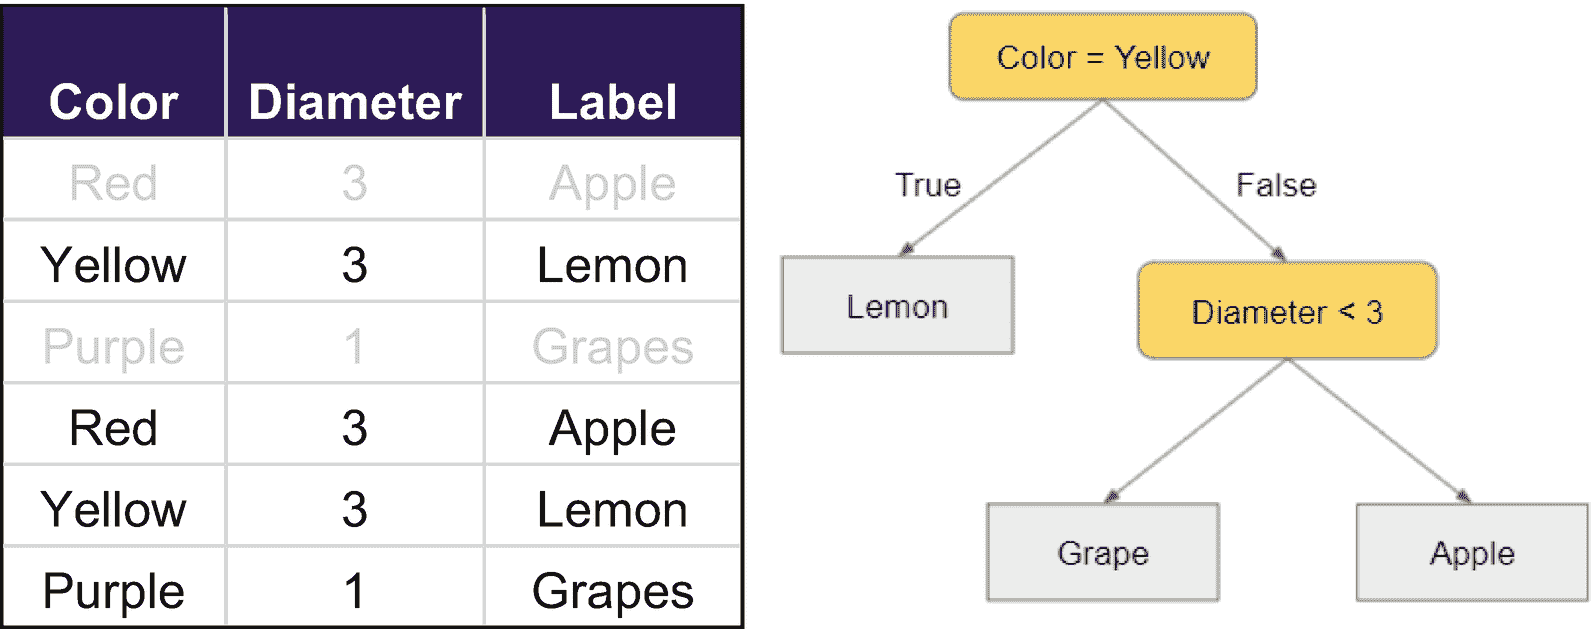 Color Diameter Label
Red 3 Apple
Yellow 3 Lemon
Purple 1 Grapes
Red 3 Apple
Yellow 3 Lemon
Purple 1 Grapes
Color = Yellow
True False
Lemon
Diameter < 3
Grape Apple